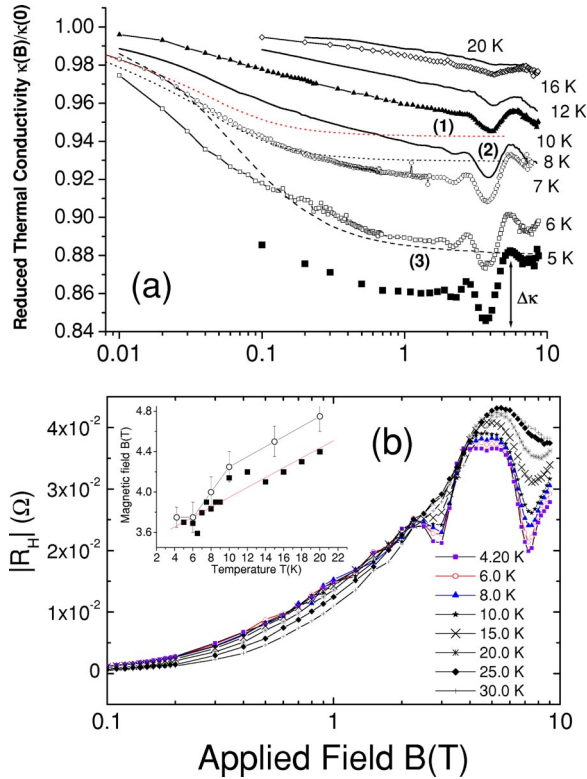 Reduced Thermal Conductivity κ(B)/κ(0)
1.00
0.98
0.96
0.94
0.92
0.90
0.88
0.86
0.84
20 K
16 K
12 K
10 K
8 K
7 K
6 K
5 K
(1)
(2)
(3)
Δκ
(a)
0.01 0.1 1 10
|R_H| (Ω)
4x10⁻²
3x10⁻²
2x10⁻²
1x10⁻²
0
(b)
Magnetic field B(T)
4.8
4.4
4.0
3.6
2 4 6 8 10 12 14 16 18 20 22
Temperature T(K)
4.20 K
6.0 K
8.0 K
10.0 K
15.0 K
20.0 K
25.0 K
30.0 K
0.1 1 10
Applied Field B(T)